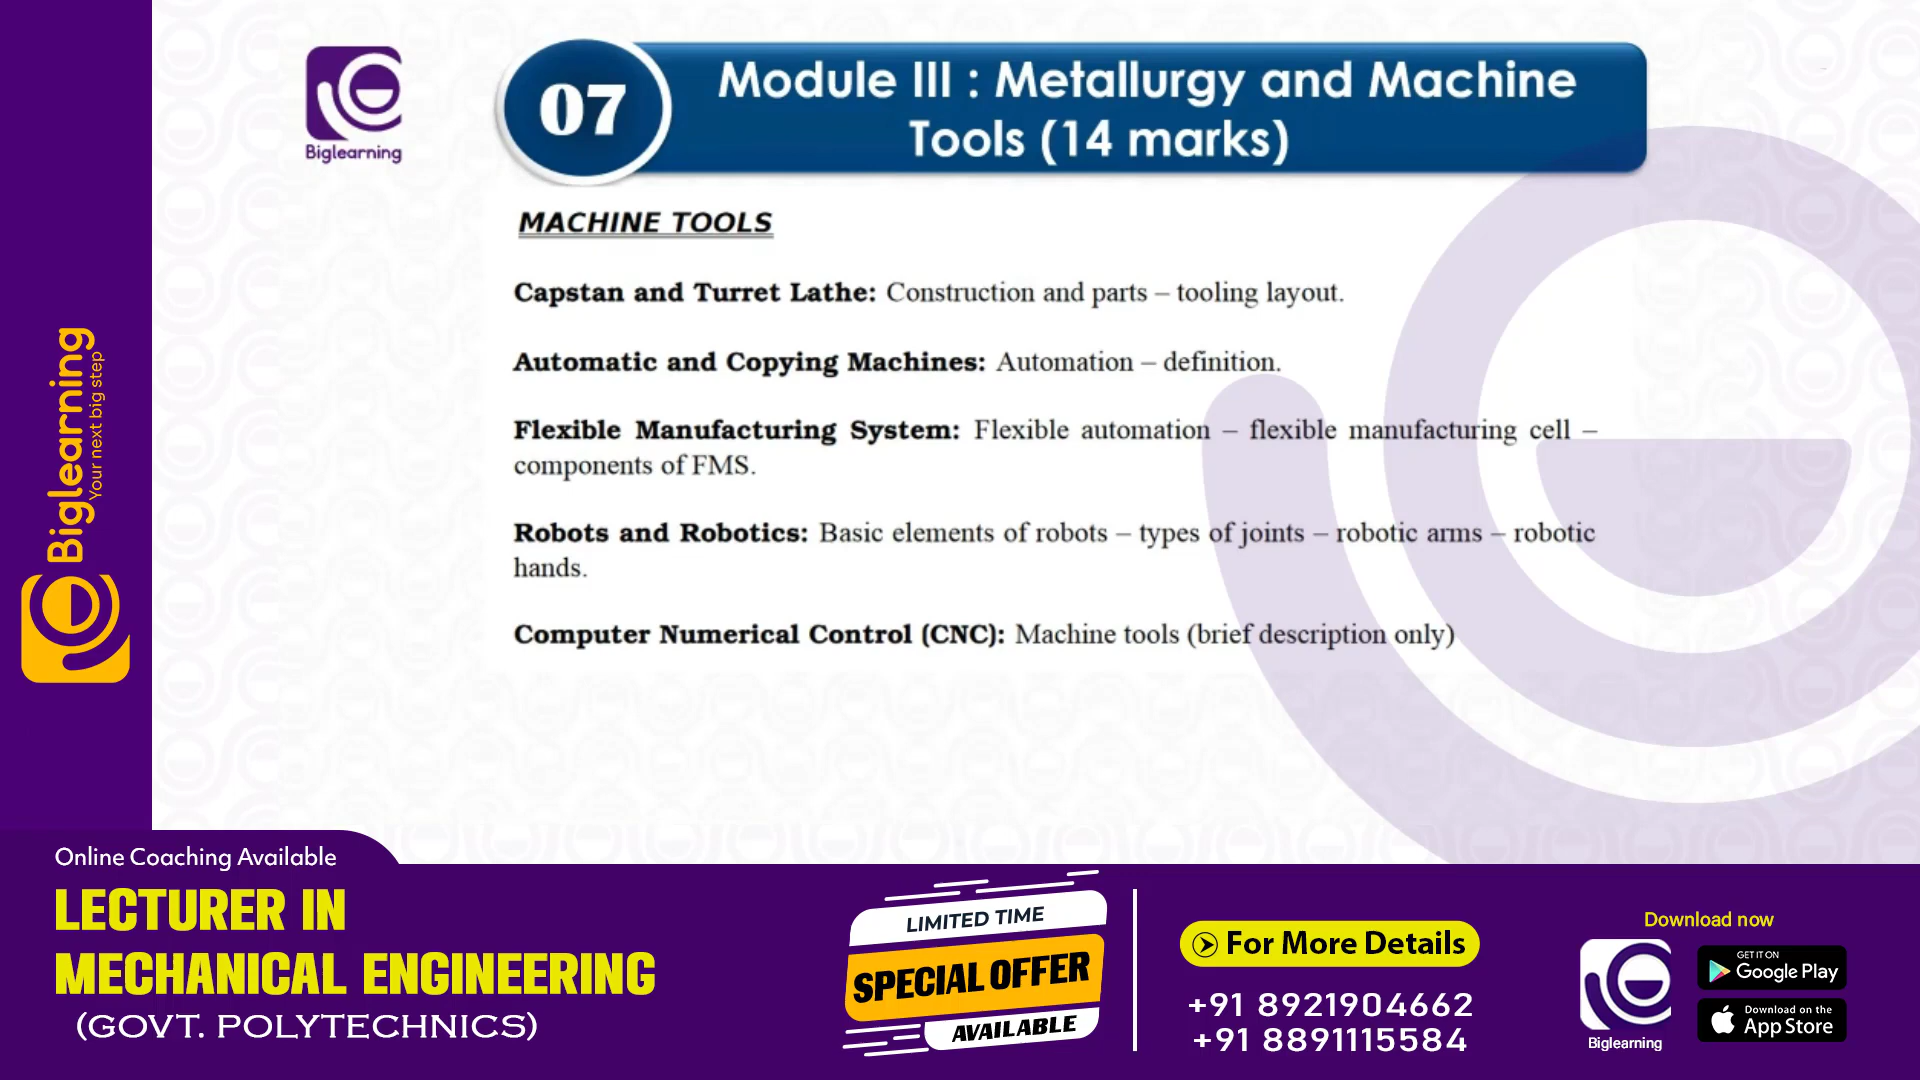 Biglearning
07
Module III : Metallurgy and Machine
Tools (14 marks)
MACHINE TOOLS
Capstan and Turret Lathe: Construction and parts – tooling layout.
Automatic and Copying Machines: Automation – definition.
Flexible Manufacturing System: Flexible automation – flexible manufacturing cell –
components of FMS.
Robots and Robotics: Basic elements of robots – types of joints – robotic arms – robotic
hands.
Computer Numerical Control (CNC): Machine tools (brief description only)
Biglearning
Your next big step
Online Coaching Available
LECTURER IN
MECHANICAL ENGINEERING
(GOVT. POLYTECHNICS)
LIMITED TIME
SPECIAL OFFER
AVAILABLE
For More Details
+91 8921904662
+91 8891115584
Download now
Biglearning
GET IT ON
Google Play
Download on the
App Store